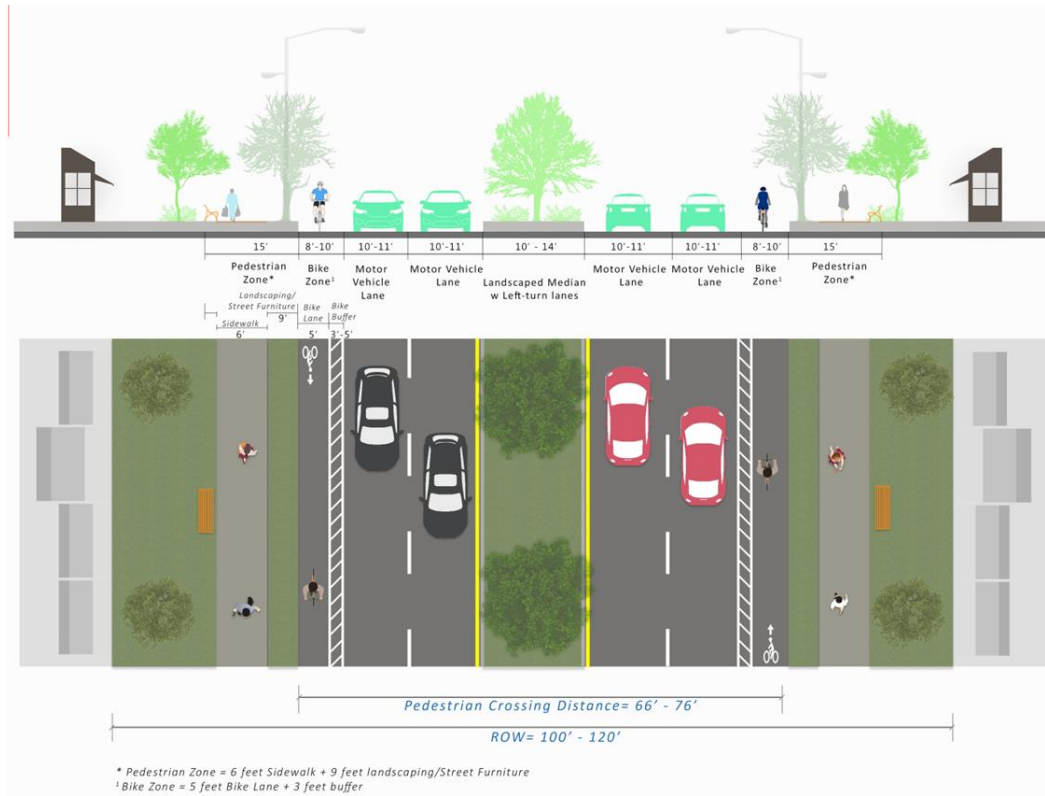 15' 8'-10' 10'-11' 10'-11' 10' - 14' 10'-11' 10'-11' 8'-10' 15'
Pedestrian Zone*
Bike Zone¹
Motor Vehicle Lane
Motor Vehicle Lane
Landscaped Median w Left-turn lanes
Motor Vehicle Lane
Motor Vehicle Lane
Bike Zone¹
Pedestrian Zone*
Landscaping/
Street Furniture
9'
Sidewalk
6'
Bike
Lane
5'
Bike
Buffer
3'-5'
Pedestrian Crossing Distance= 66' - 76'
ROW= 100' - 120'
* Pedestrian Zone = 6 feet Sidewalk + 9 feet landscaping/Street Furniture
¹ Bike Zone = 5 feet Bike Lane + 3 feet buffer